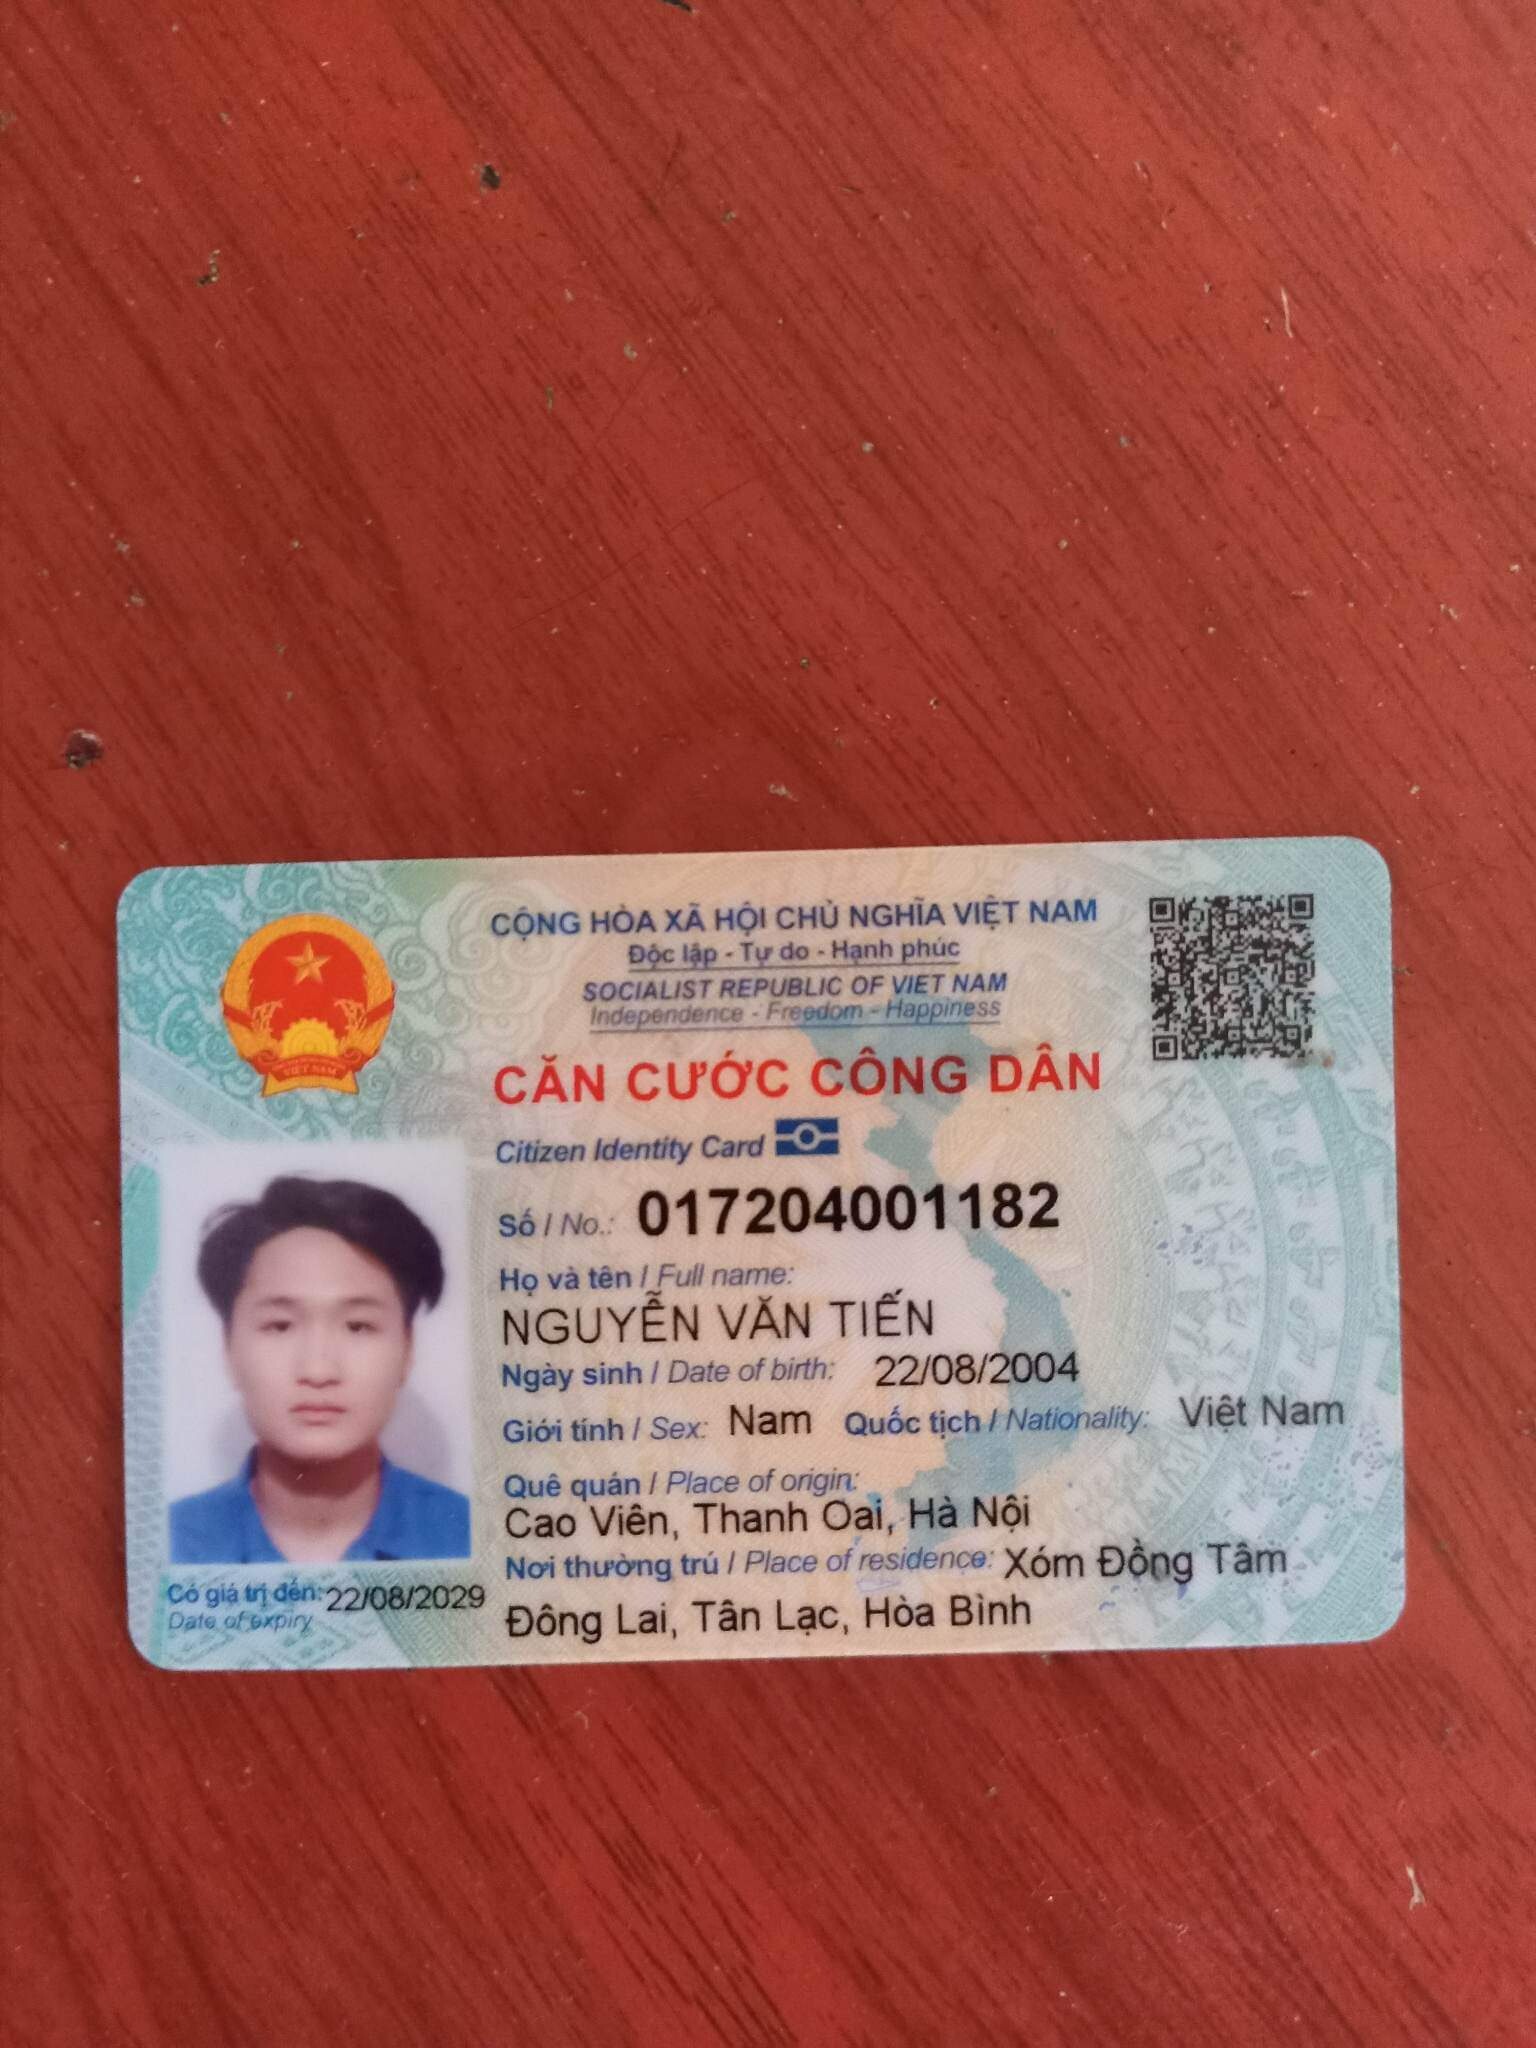 CỘNG HÒA XÃ HỘI CHỦ NGHĨA VIỆT NAM
Độc lập - Tự do - Hạnh phúc
SOCIALIST REPUBLIC OF VIET NAM
Independence - Freedom - Happiness
CĂN CƯỚC CÔNG DÂN
Citizen Identity Card
VIỆT NAM
Số / No.: 017204001182
Họ và tên / Full name:
NGUYỄN VĂN TIẾN
Ngày sinh / Date of birth: 22/08/2004
Giới tính / Sex: Nam Quốc tịch / Nationality: Việt Nam
Quê quán / Place of origin:
Cao Viên, Thanh Oai, Hà Nội
Nơi thường trú / Place of residence: Xóm Đồng Tâm
Đông Lai, Tân Lạc, Hòa Bình
Có giá trị đến: 22/08/2029
Date of expiry